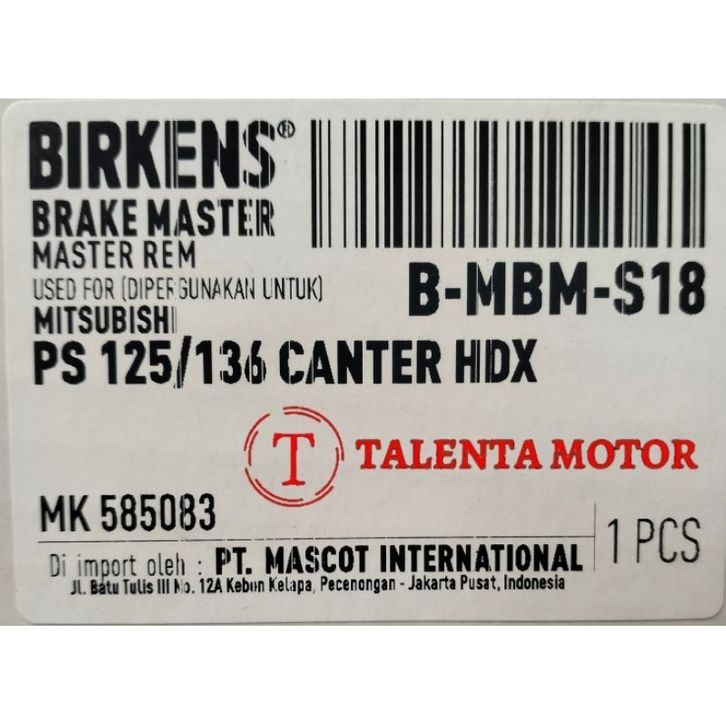 BIRKENS®
BRAKE MASTER
MASTER REM
USED FOR (DIPERGUNAKAN UNTUK)
MITSUBISHI
B-MBM-S18
PS 125/136 CANTER HDX
T TALENTA MOTOR
MK 585083
1 PCS
Di import oleh : PT. MASCOT INTERNATIONAL
Jl. Batu Tulis III No. 12A Kebon Kelapa, Pecenongan - Jakarta Pusat, Indonesia